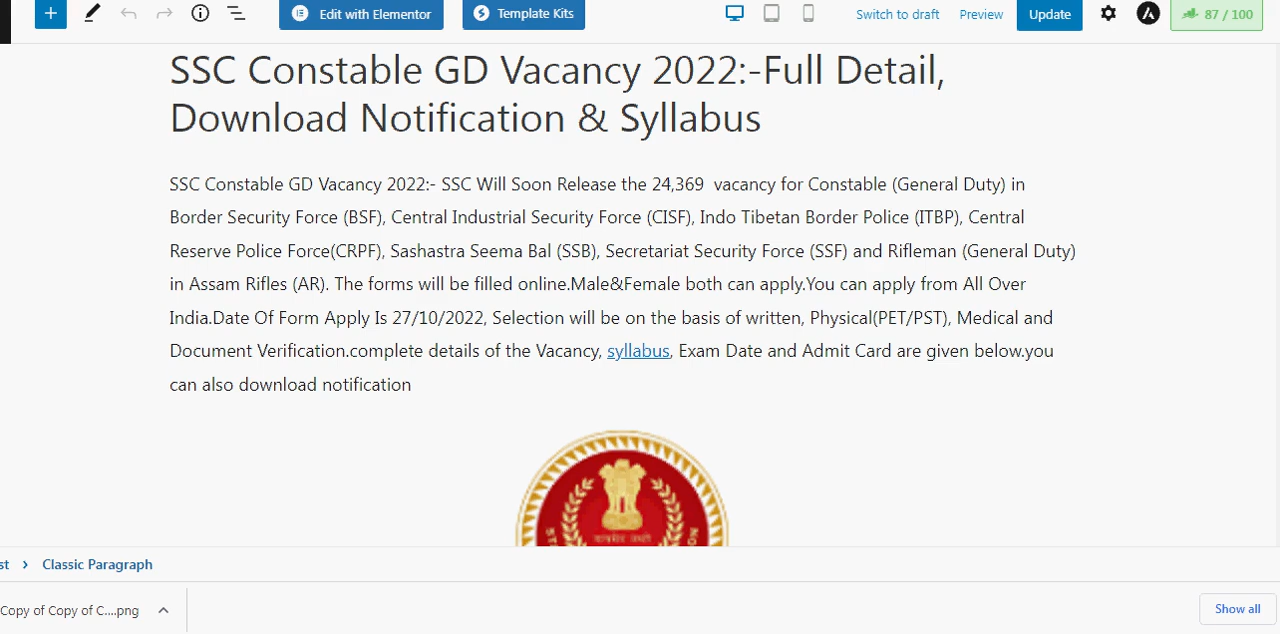 Edit with Elementor
Template Kits
Switch to draft
Preview
Update
87 / 100
SSC Constable GD Vacancy 2022:-Full Detail,
Download Notification & Syllabus
SSC Constable GD Vacancy 2022:- SSC Will Soon Release the 24,369 vacancy for Constable (General Duty) in
Border Security Force (BSF), Central Industrial Security Force (CISF), Indo Tibetan Border Police (ITBP), Central
Reserve Police Force(CRPF), Sashastra Seema Bal (SSB), Secretariat Security Force (SSF) and Rifleman (General Duty)
in Assam Rifles (AR). The forms will be filled online.Male&Female both can apply.You can apply from All Over
India.Date Of Form Apply Is 27/10/2022, Selection will be on the basis of written, Physical(PET/PST), Medical and
Document Verification.complete details of the Vacancy, syllabus, Exam Date and Admit Card are given below.you
can also download notification
st › Classic Paragraph
Copy of Copy of C....png
Show all